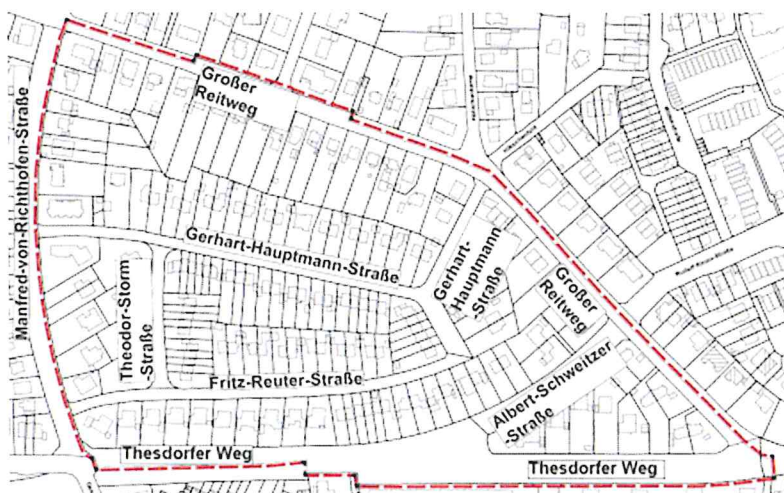 Großer
Reitweg
Manfred-von-Richthofen-Straße
Gerhart-Hauptmann-Straße
Gerhart-
Hauptmann
-Straße
Großer
Reitweg
Theodor-Storm
-Straße
Fritz-Reuter-Straße
Albert-Schweitzer
-Straße
Thesdorfer Weg
Thesdorfer Weg